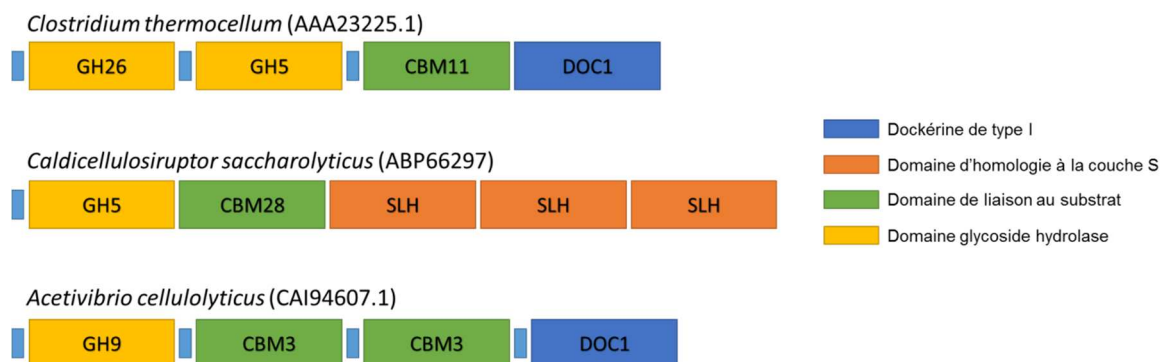 Clostridium thermocellum (AAA23225.1)
GH26 GH5 CBM11 DOC1
Caldicellulosiruptor saccharolyticus (ABP66297)
GH5 CBM28 SLH SLH SLH
Acetivibrio cellulolyticus (CAI94607.1)
GH9 CBM3 CBM3 DOC1
Dockérine de type I
Domaine d'homologie à la couche S
Domaine de liaison au substrat
Domaine glycoside hydrolase